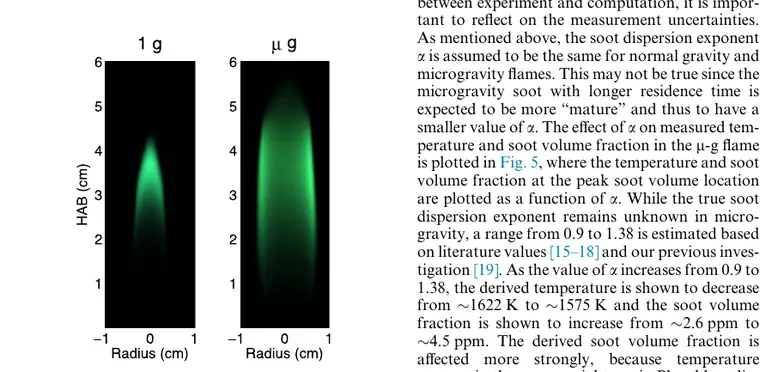 1 g
μ g
6
5
4
3
2
1
HAB (cm)
−1
0
1
Radius (cm)
6
5
4
3
2
1
−1
0
1
Radius (cm)
between experiment and computation, it is impor-
tant to reflect on the measurement uncertainties.
As mentioned above, the soot dispersion exponent
α is assumed to be the same for normal gravity and
microgravity flames. This may not be true since the
microgravity soot with longer residence time is
expected to be more “mature” and thus to have a
smaller value of α. The effect of α on measured tem-
perature and soot volume fraction in the μ-g flame
is plotted in Fig. 5, where the temperature and soot
volume fraction at the peak soot volume location
are plotted as a function of α. While the true soot
dispersion exponent remains unknown in micro-
gravity, a range from 0.9 to 1.38 is estimated based
on literature values [15–18] and our previous inves-
tigation [19]. As the value of α increases from 0.9 to
1.38, the derived temperature is shown to decrease
from ∼1622 K to ∼1575 K and the soot volume
fraction is shown to increase from ∼2.6 ppm to
∼4.5 ppm. The derived soot volume fraction is
affected more strongly, because temperature